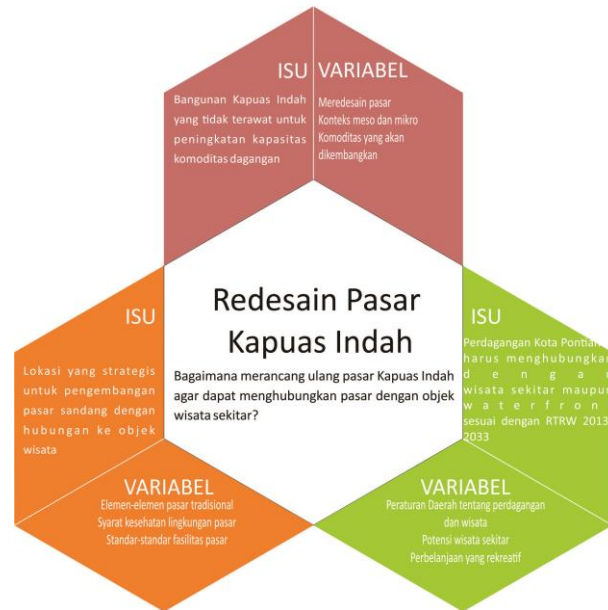 ISU
Bangunan Kapuas Indah
yang tidak terawat untuk
peningkatan kapasitas
komoditas dagangan
VARIABEL
Meredesain pasar
Konteks meso dan mikro
Komoditas yang akan
dikembangkan
Redesain Pasar
Kapuas Indah
Bagaimana merancang ulang pasar Kapuas Indah
agar dapat menghubungkan pasar dengan objek
wisata sekitar?
ISU
Lokasi yang strategis
untuk pengembangan
pasar sandang dengan
hubungan ke objek
wisata
VARIABEL
Elemen-elemen pasar tradisional
Syarat kesehatan lingkungan pasar
Standar-standar fasilitas pasar
ISU
Perdagangan Kota
harus menghubungkan
wisata sekitar maupun
sesuai dengan RTRW 2013
2033
VARIABEL
Peraturan Daerah tentang perdagangan
dan wisata
Potensi wisata sekitar
Perbelanjaan yang rekreatif